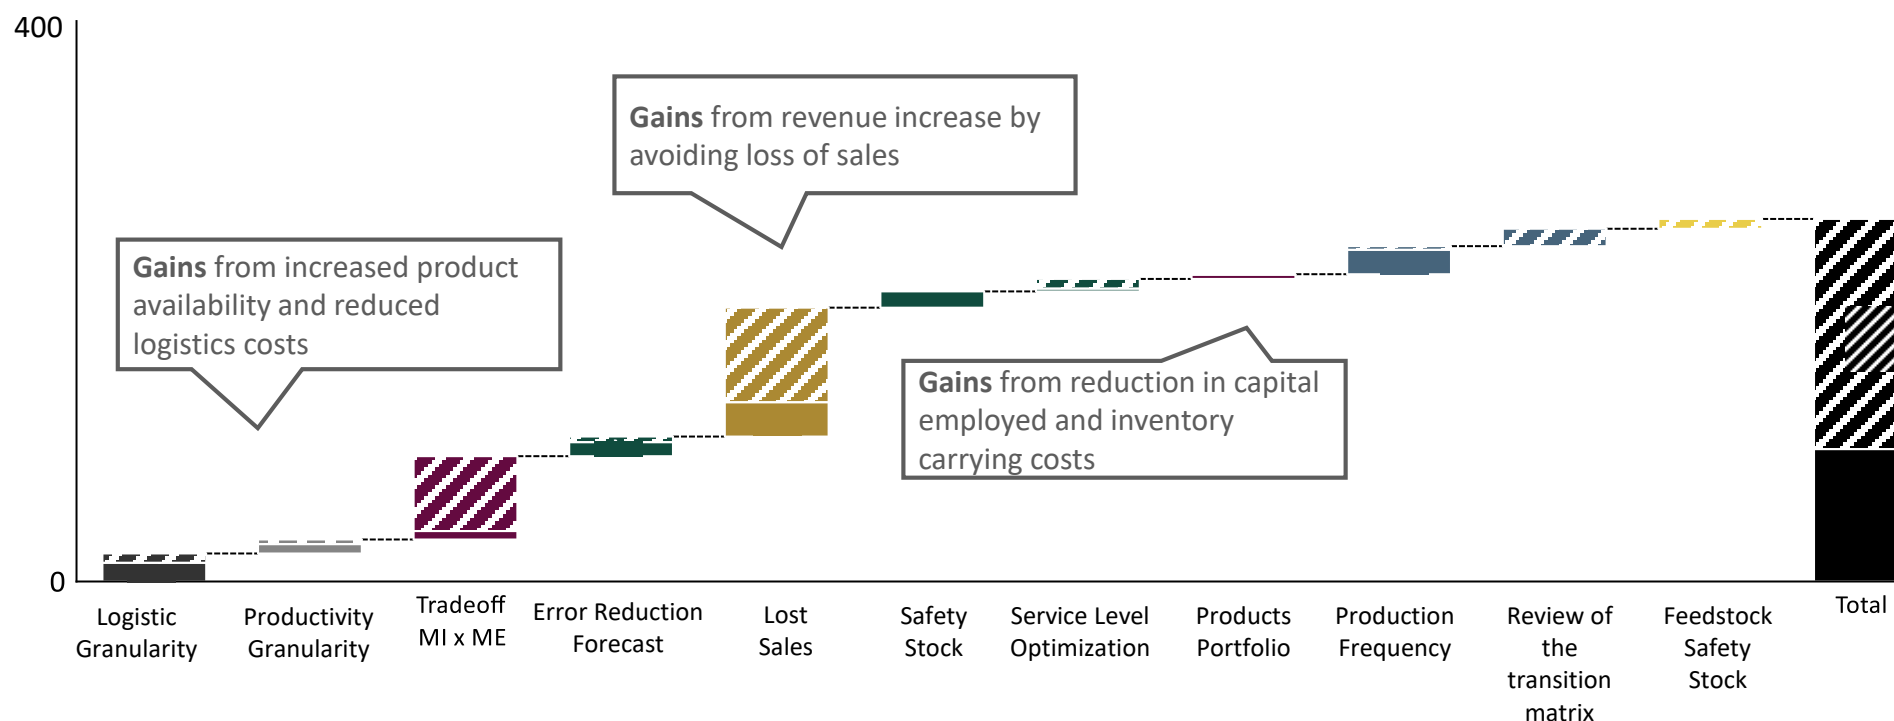 400
Gains from revenue increase by
avoiding loss of sales
Gains from increased product
availability and reduced
logistics costs
Gains from reduction in capital
employed and inventory
carrying costs
0
Logistic
Granularity
Productivity
Granularity
Tradeoff
MI x ME
Error Reduction
Forecast
Lost
Sales
Safety
Stock
Service Level
Optimization
Products
Portfolio
Production
Frequency
Review of
the
transition
matrix
Feedstock
Safety
Stock
Total